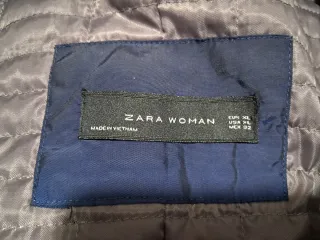 ZARA WOMAN
MADE IN VIETNAM
EUR XL
USA XL
MEX 32